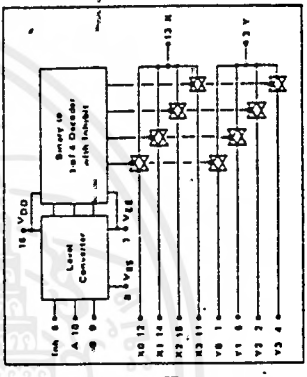 13 X
3 Y
Binary to
1-of-4 Decoder
with Inhibit
16 VDD
Level
Converter
8 VSS
7 VEE
Inh 6
A 10
B 9
X0 12
X1 14
X2 15
X3 11
Y0 1
Y1 5
Y2 2
Y3 4